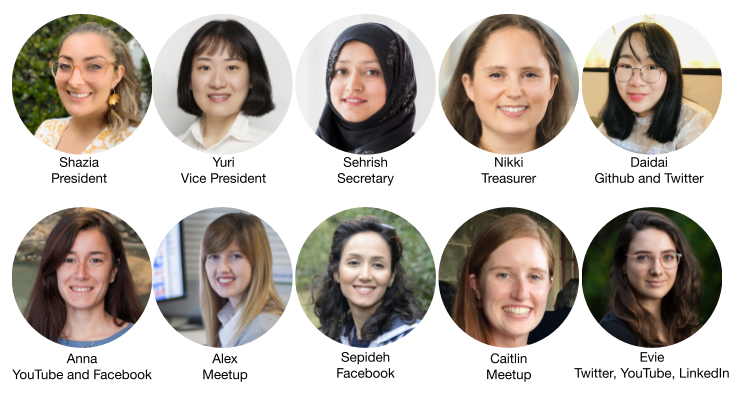 Shazia
President
Yuri
Vice President
Sehrish
Secretary
Nikki
Treasurer
Daidai
Github and Twitter
Anna
YouTube and Facebook
Alex
Meetup
Sepideh
Facebook
Caitlin
Meetup
Evie
Twitter, YouTube, LinkedIn